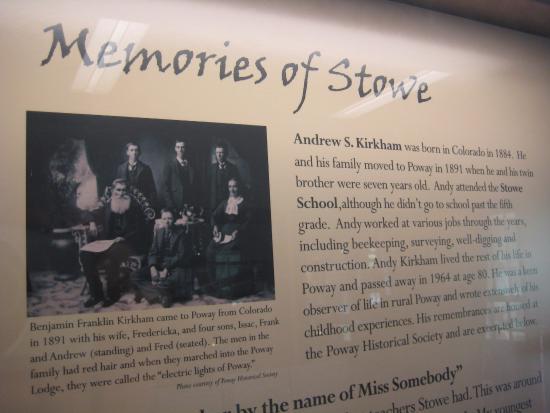 Memories of Stowe
Andrew S. Kirkham was born in Colorado in 1884. He
and his family moved to Poway in 1891 when he and his twin
brother were seven years old. Andy attended the Stowe
School, although he didn't go to school past the fifth
grade. Andy worked at various jobs through the years,
including beekeeping, surveying, well-digging and
construction. Andy Kirkham lived the rest of his life in
Poway and passed away in 1964 at age 80. He was a keen
observer of life in rural Poway and wrote extensively of his
childhood experiences. His remembrances are housed at
the Poway Historical Society and are excerpted below.
Benjamin Franklin Kirkham came to Poway from Colorado
in 1891 with his wife, Fredericka, and four sons, Issac, Frank
and Andrew (standing) and Fred (seated). The men in the
family had red hair and when they marched into the Poway
Lodge, they were called the "electric lights of Poway."
Photo courtesy of Poway Historical Society
by the name of Miss Somebody"
Stowe had. This was around
youngest